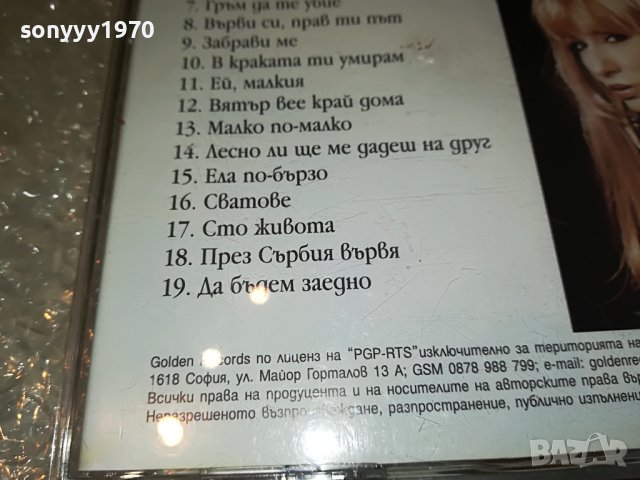 sonyyy1970
7. Гръм да те убие
8. Върви си, прав ти път
9. Забрави ме
10. В краката ти умирам
11. Ей, малкия
12. Вятър вее край дома
13. Малко по-малко
14. Лесно ли ще ме дадеш на друг
15. Ела по-бързо
16. Сватове
17. Сто живота
18. През Сърбия вървя
19. Да бъдем заедно
Golden по лиценз на "PGP-RTS" изключително за територията на
1618 София, ул. Майор Горталов 13 А; GSM 0878 988 799; e-mail: goldenre
Всички права на продуцента и на носителите на авторските права
Неразрешеното разпространение, публично
BAZAR